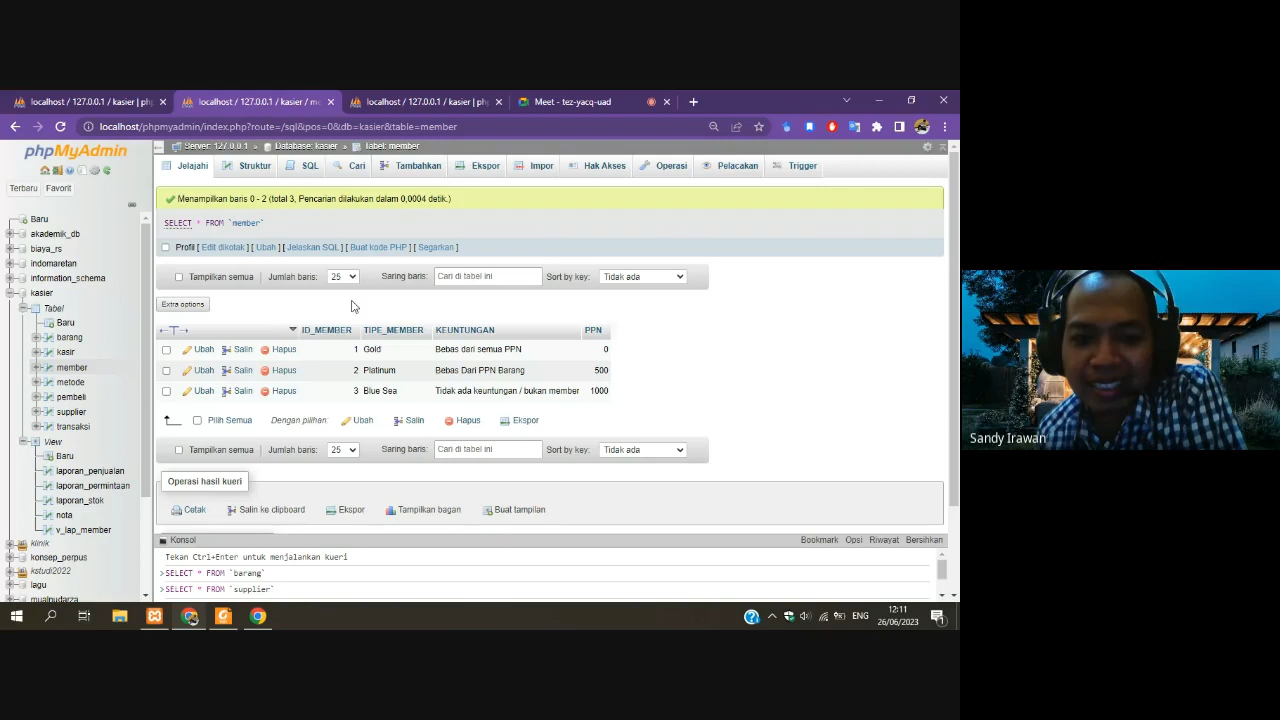 localhost / 127.0.0.1 / kasier | ph
localhost / 127.0.0.1 / kasier / m
localhost / 127.0.0.1 / kasier | ph
Meet - tez-yacq-uad
localhost/phpmyadmin/index.php?route=/sql&pos=0&db=kasier&table=member
phpMyAdmin
Terbaru Favorit
Baru
akademik_db
biaya_rs
indomaretan
information_schema
kasier
Tabel
Baru
barang
kasir
member
metode
pembeli
supplier
transaksi
View
Baru
laporan_penjualan
laporan_permintaan
laporan_stok
nota
v_lap_member
klinik
konsep_perpus
kstudi2022
lagu
Server: 127.0.0.1 » Database: kasier » Tabel: member
Jelajahi Struktur SQL Cari Tambahkan Ekspor Impor Hak Akses Operasi Pelacakan Trigger
Menampilkan baris 0 - 2 (total 3, Pencarian dilakukan dalam 0,0004 detik.)
SELECT * FROM `member`
Profil [ Edit dikotak ] [ Ubah ] [ Jelaskan SQL ] [ Buat kode PHP ] [ Segarkan ]
Tampilkan semua | Jumlah baris: 25 Saring baris: Cari di tabel ini Sort by key: Tidak ada
Extra options
←T→ ID_MEMBER TIPE_MEMBER KEUNTUNGAN PPN
Ubah Salin Hapus 1 Gold Bebas dari semua PPN 0
Ubah Salin Hapus 2 Platinum Bebas Dari PPN Barang 500
Ubah Salin Hapus 3 Blue Sea Tidak ada keuntungan / bukan member 1000
Pilih Semua Dengan pilihan: Ubah Salin Hapus Ekspor
Tampilkan semua | Jumlah baris: 25 Saring baris: Cari di tabel ini Sort by key: Tidak ada
Operasi hasil kueri
Cetak Salin ke clipboard Ekspor Tampilkan bagan Buat tampilan
Konsol Bookmark Opsi Riwayat Bersihkan
Tekan Ctrl+Enter untuk menjalankan kueri
>SELECT * FROM `barang`
>SELECT * FROM `supplier`
ENG
12:11
26/06/2023
1
Sandy Irawan